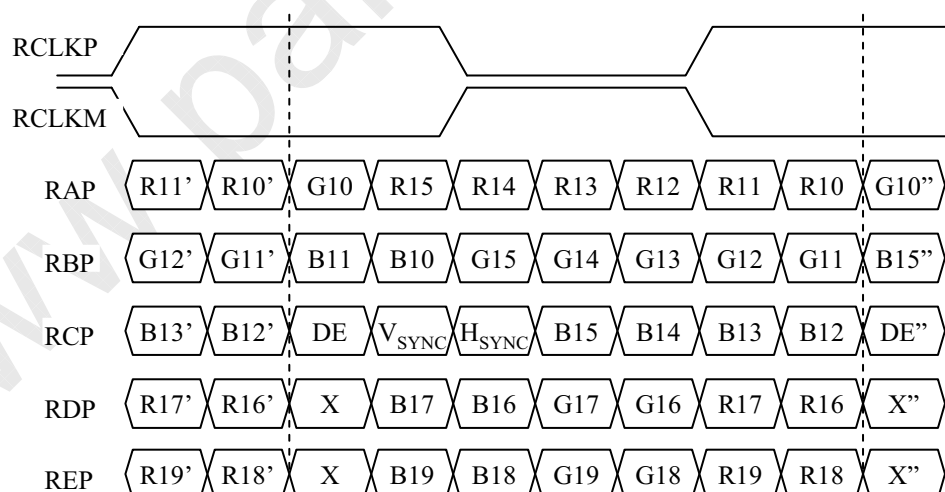 RCLKP
RCLKM
RAP R11’ R10’ G10 R15 R14 R13 R12 R11 R10 G10”
RBP G12’ G11’ B11 B10 G15 G14 G13 G12 G11 B15”
RCP B13’ B12’ DE VSYNC HSYNC B15 B14 B13 B12 DE”
RDP R17’ R16’ X B17 B16 G17 G16 R17 R16 X”
REP R19’ R18’ X B19 B18 G19 G18 R19 R18 X”